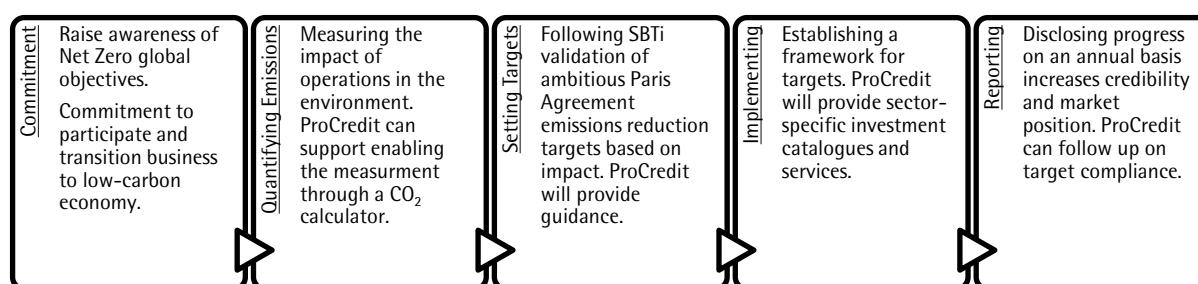 Commitment
Raise awareness of
Net Zero global
objectives.
Commitment to
participate and
transition business
to low-carbon
economy.
Quantifying Emissions
Measuring the
impact of
operations in the
environment.
ProCredit can
support enabling
the measurment
through a CO₂
calculator.
Setting Targets
Following SBTi
validation of
ambitious Paris
Agreement
emissions reduction
targets based on
impact. ProCredit
will provide
guidance.
Implementing
Establishing a
framework for
targets. ProCredit
will provide sector-
specific investment
catalogues and
services.
Reporting
Disclosing progress
on an annual basis
increases credibility
and market
position. ProCredit
can follow up on
target compliance.